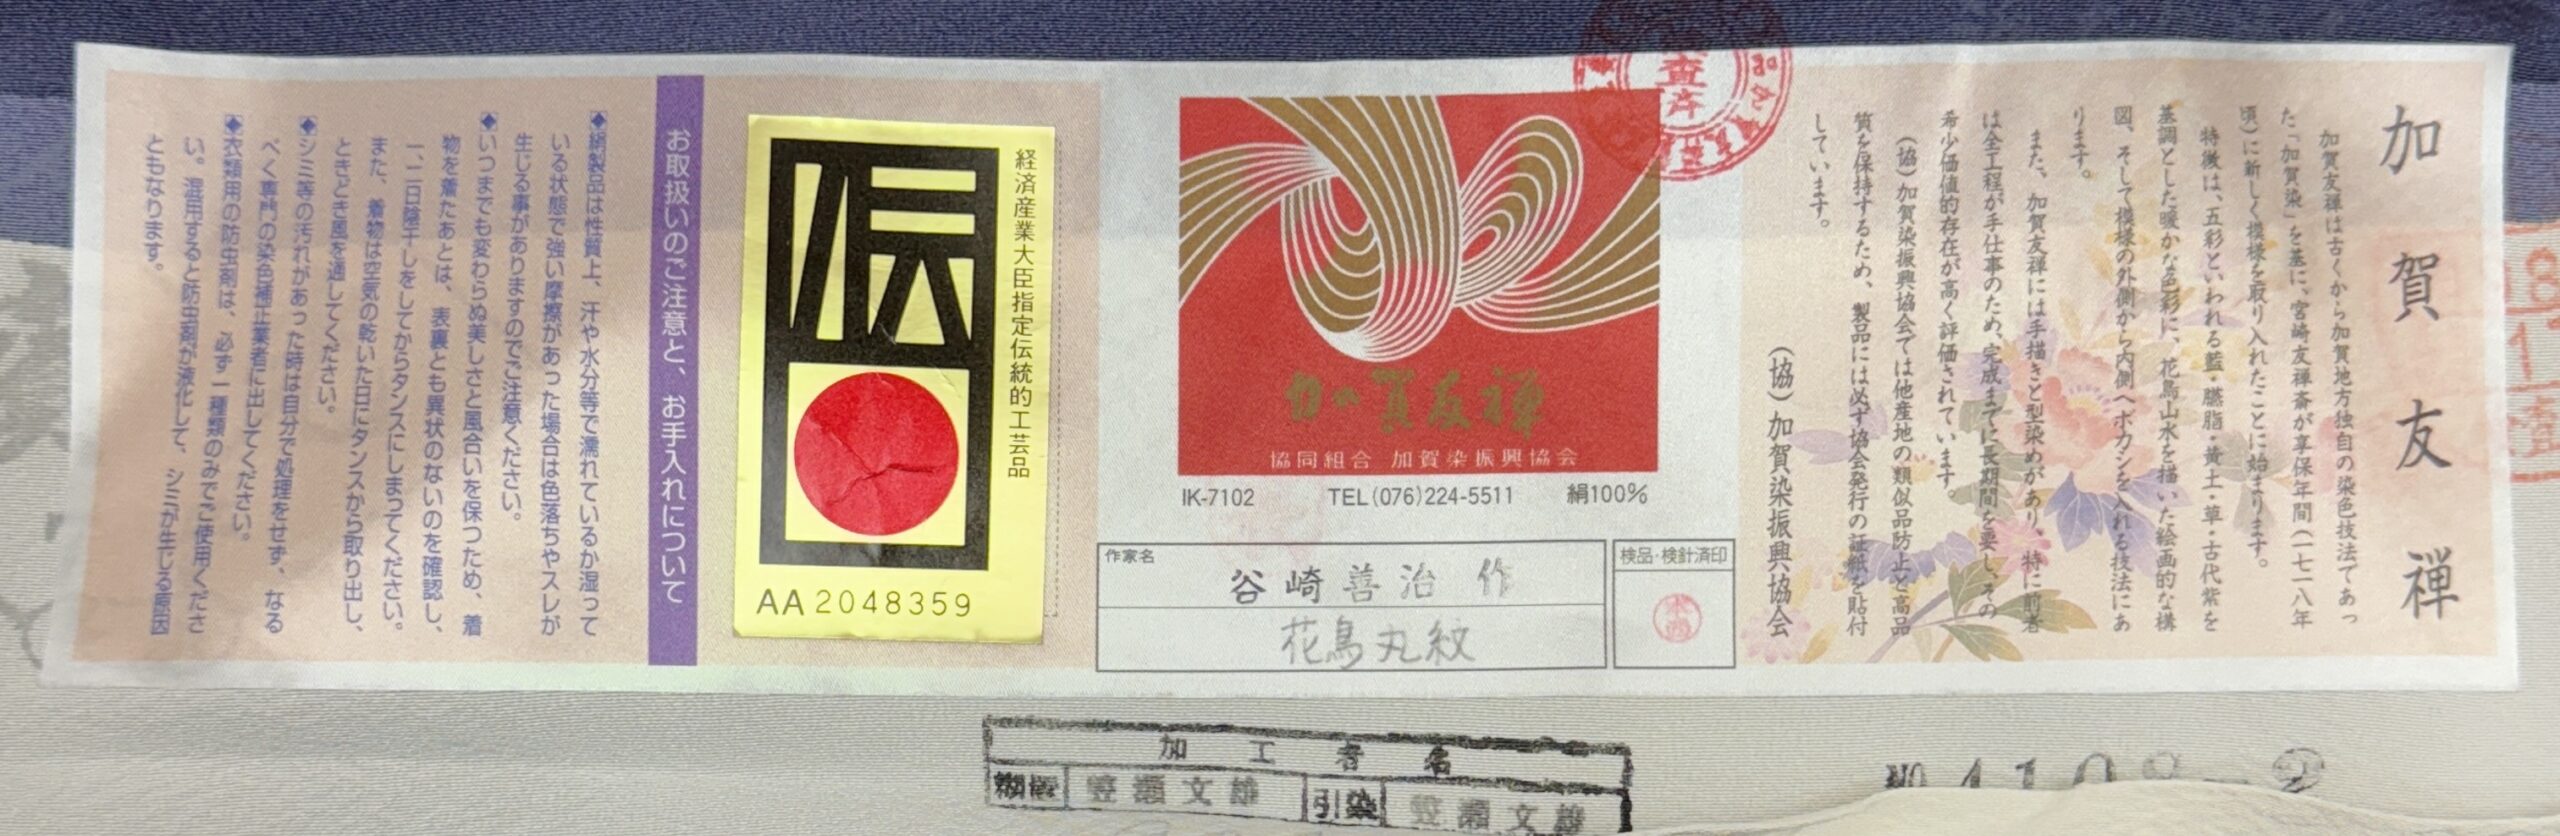 加賀友禅
加賀友禅は古くから加賀地方独自の染色技法であっ
た「加賀染」を基に、宮崎友禅斎が享保年間(一七一八年
頃)に新しく模様を取り入れたことに始まります。
特徴は、五彩といわれる藍・臙脂・黄土・草・古代紫を
基調とした暖かな色彩に、花鳥山水を描いた絵画的な構
図、そして模様の外側から内側へボカシを入れる技法にあ
ります。
また、加賀友禅には手描きと型染めがあり、特に前者
は全工程が手仕事のため、完成までに長期間を要し、その
希少価値的存在が高く評価されています。
(協)加賀染振興協会では他産地の類似品防止と高品
質を保持するため、製品には必ず協会発行の証紙を貼付
しています。
(協)加賀染振興協会
査済
加賀友禅
協同組合 加賀染振興協会
IK-7102 TEL(076)224-5511 絹100%
作家名
谷崎善治 作
花鳥丸紋
検品・検針済印
経済産業大臣指定伝統的工芸品
伝
AA2048359
お取扱いのご注意と、お手入れについて
◆絹製品は性質上、汗や水分等で濡れているか湿って
いる状態で強い摩擦があった場合は色落ちやスレが
生じる事がありますのでご注意ください。
◆いつまでも変わらぬ美しさと風合いを保つため、着
物を着たあとは、表裏とも異状のないのを確認し、
一、二日陰干しをしてからタンスにしまってください。
また、着物は空気の乾いた日にタンスから取り出し、
ときどき風を通してください。
◆シミ等の汚れがあった時は自分で処理をせず、なる
べく専門の染色補正業者に出してください。
◆衣類用の防虫剤は、必ず一種類のみでご使用くださ
い。混用すると防虫剤が液化して、シミが生じる原因
ともなります。
加工者名
笠瀬文雄 引染 笠瀬文雄